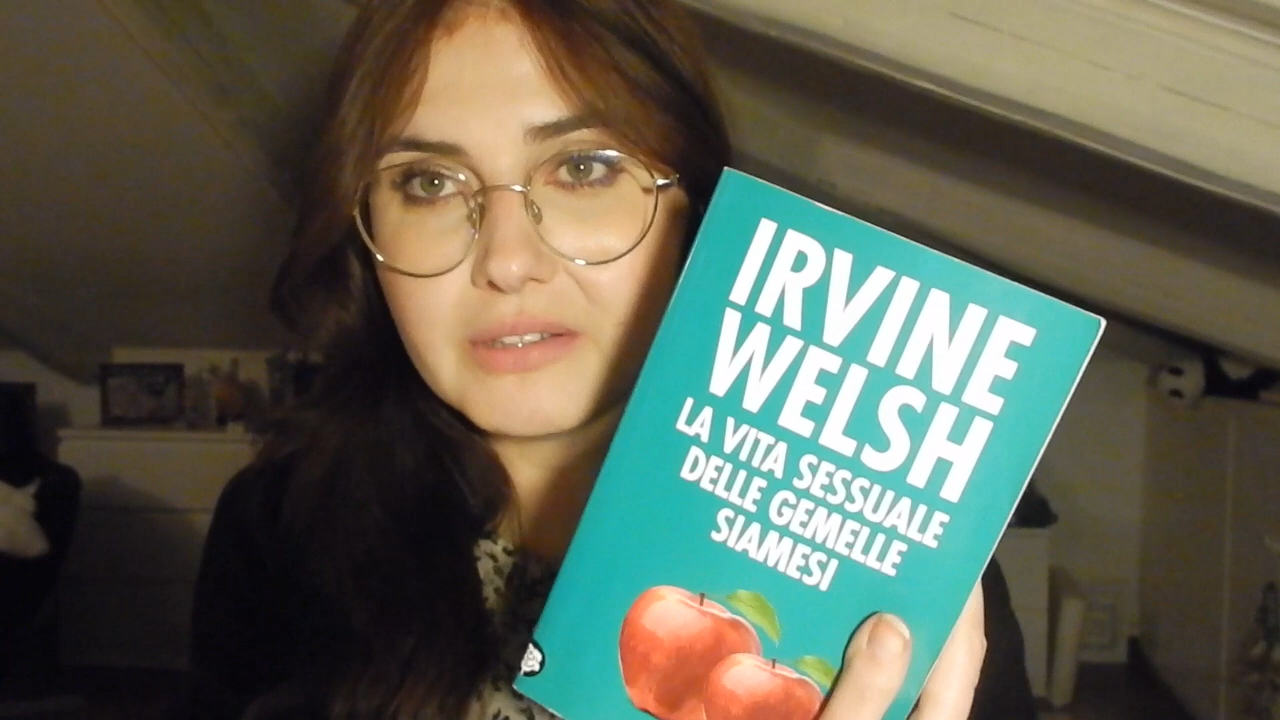 IRVINE
WELSH
LA VITA SESSUALE
DELLE GEMELLE
SIAMESI